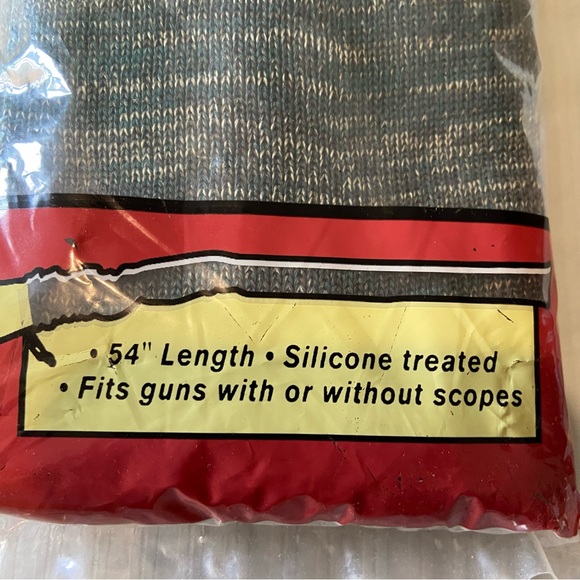 • 54" Length • Silicone treated
• Fits guns with or without scopes